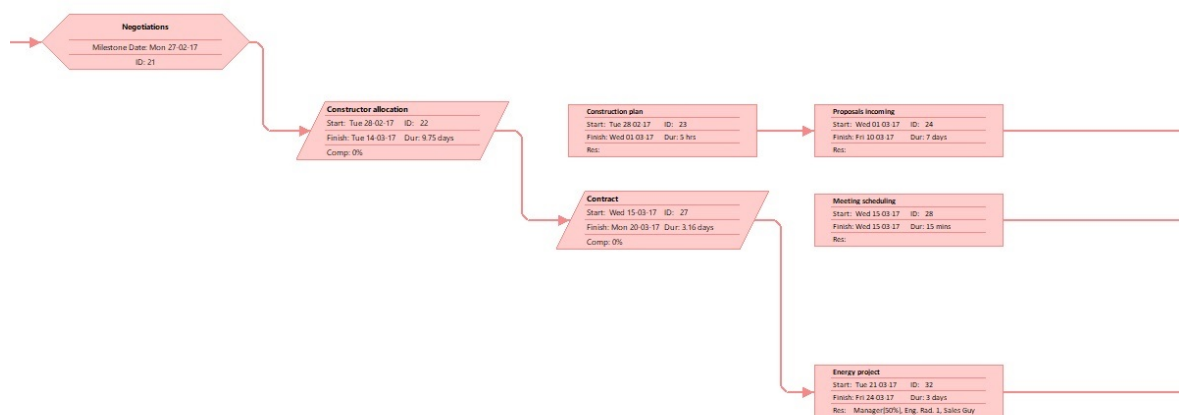 Negotiations
Milestone Date: Mon 27-02-17
ID: 21
Constructor allocation
Start: Tue 28-02-17 ID: 22
Finish: Tue 14-03-17 Dur: 9.75 days
Comp: 0%
Construction plan
Start: Tue 28-02-17 ID: 23
Finish: Wed 01-03-17 Dur: 5 hrs
Res:
Proposals incoming
Start: Wed 01-03-17 ID: 24
Finish: Fri 10-03-17 Dur: 7 days
Res:
Contract
Start: Wed 15-03-17 ID: 27
Finish: Mon 20-03-17 Dur: 3.16 days
Comp: 0%
Meeting scheduling
Start: Wed 15-03-17 ID: 28
Finish: Wed 15-03-17 Dur: 15 mins
Res:
Energy project
Start: Tue 21-03-17 ID: 32
Finish: Fri 24-03-17 Dur: 3 days
Res: Manager[50%], Eng. Rad, 1, Sales Guy